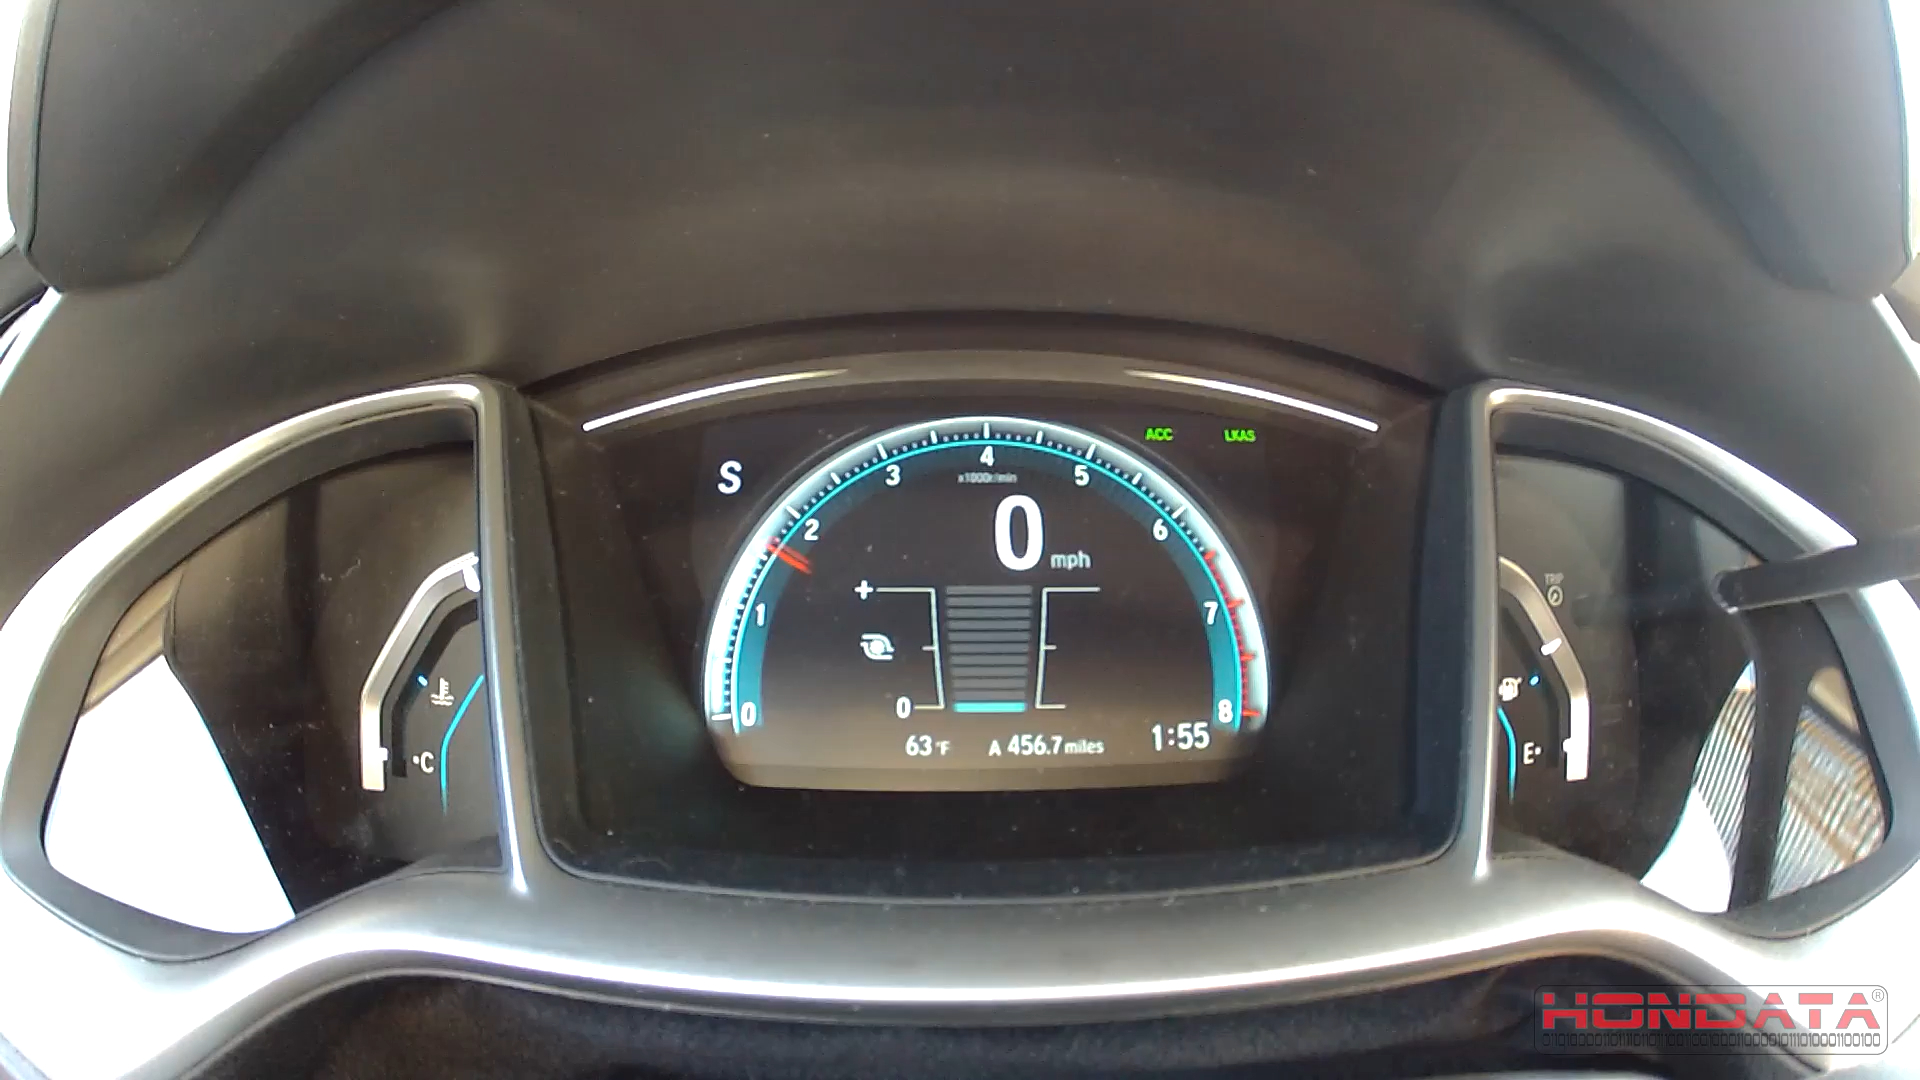 ACC LKAS
S
0 1 2 3 4 5 6 7 8
x1000r/min
0 mph
+
0
63 °F A 456.7 miles 1:55
C
TRIP
E
HONDATA®